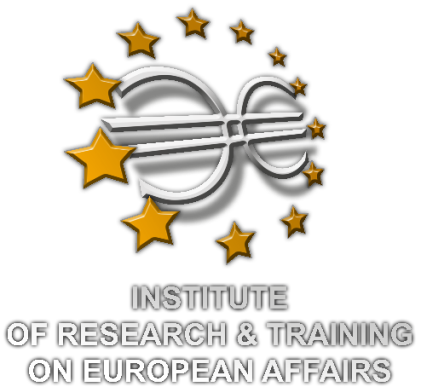 INSTITUTE
OF RESEARCH & TRAINING
ON EUROPEAN AFFAIRS